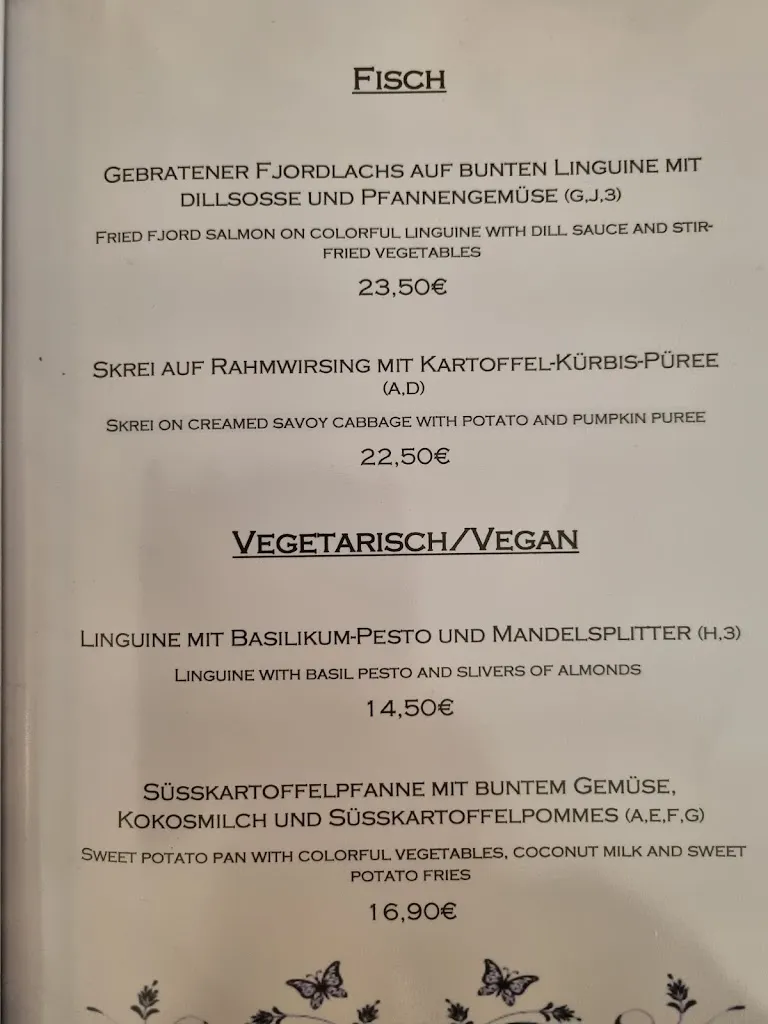 FISCH
GEBRATENER FJORDLACHS AUF BUNTEN LINGUINE MIT
DILLSOSSE UND PFANNENGEMÜSE (G,J,3)
FRIED FJORD SALMON ON COLORFUL LINGUINE WITH DILL SAUCE AND STIR-
FRIED VEGETABLES
23,50€
SKREI AUF RAHMWIRSING MIT KARTOFFEL-KÜRBIS-PÜREE
(A,D)
SKREI ON CREAMED SAVOY CABBAGE WITH POTATO AND PUMPKIN PUREE
22,50€
VEGETARISCH/VEGAN
LINGUINE MIT BASILIKUM-PESTO UND MANDELSPLITTER (H,3)
LINGUINE WITH BASIL PESTO AND SLIVERS OF ALMONDS
14,50€
SÜSSKARTOFFELPFANNE MIT BUNTEM GEMÜSE,
KOKOSMILCH UND SÜSSKARTOFFELPOMMES (A,E,F,G)
SWEET POTATO PAN WITH COLORFUL VEGETABLES, COCONUT MILK AND SWEET
POTATO FRIES
16,90€